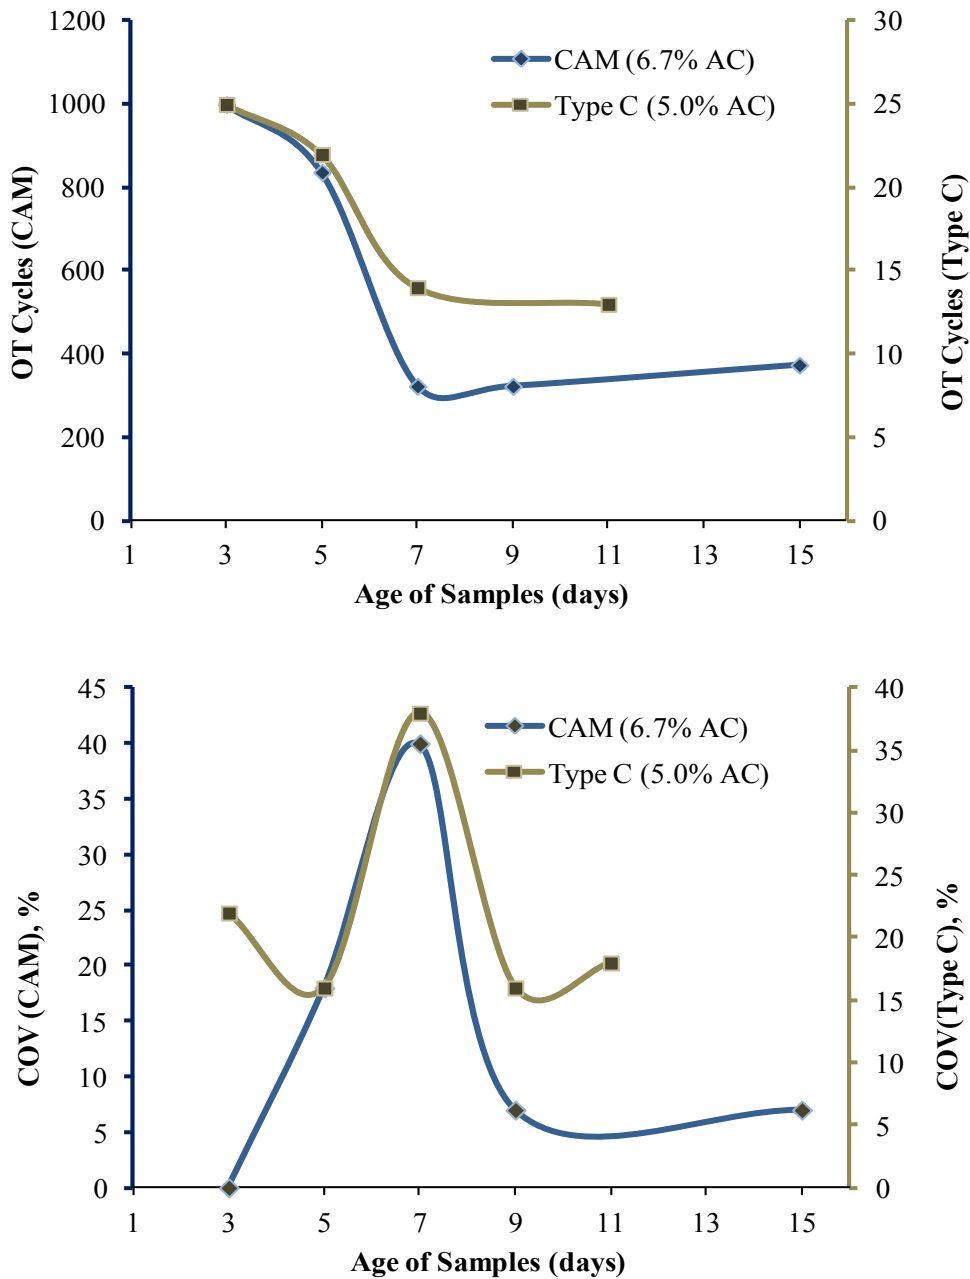 1200
1000
800
600
400
200
0
OT Cycles (CAM)
30
25
20
15
10
5
0
OT Cycles (Type C)
CAM (6.7% AC)
Type C (5.0% AC)
1 3 5 7 9 11 13 15
Age of Samples (days)
45
40
35
30
25
20
15
10
5
0
COV (CAM), %
40
35
30
25
20
15
10
5
0
COV(Type C), %
CAM (6.7% AC)
Type C (5.0% AC)
1 3 5 7 9 11 13 15
Age of Samples (days)